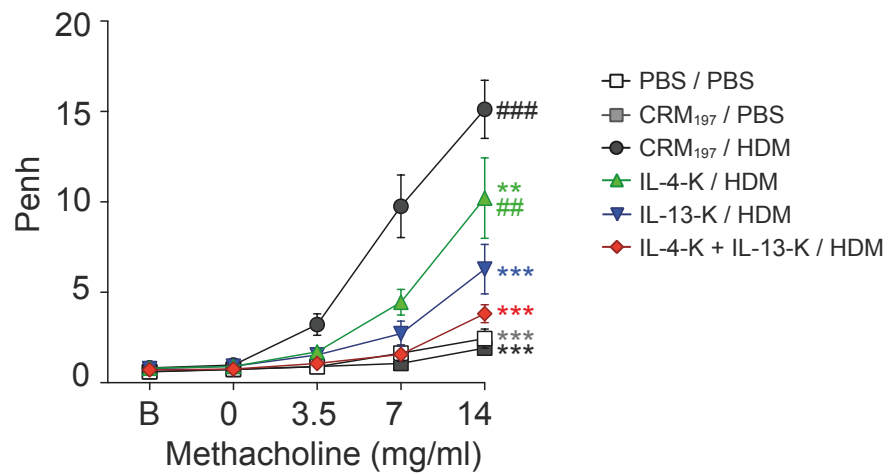 20
15
10
5
0
Penh
B 0 3.5 7 14
Methacholine (mg/ml)
###
**
##
***
***
***
***
PBS / PBS
CRM₁₉₇ / PBS
CRM₁₉₇ / HDM
IL-4-K / HDM
IL-13-K / HDM
IL-4-K + IL-13-K / HDM